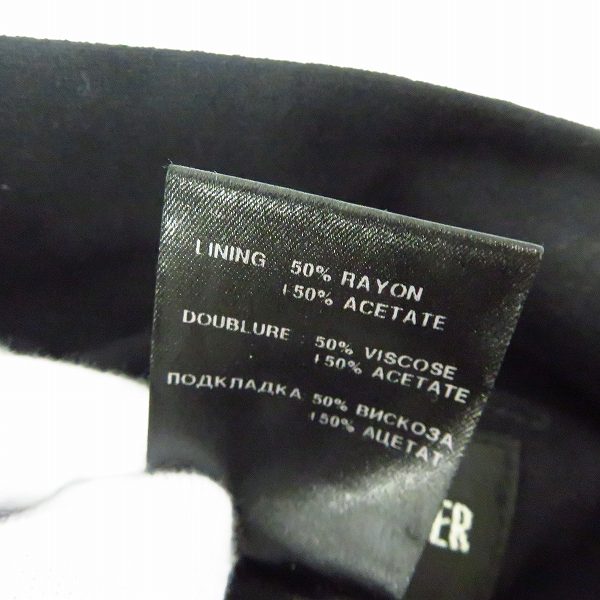 LINING 50% RAYON
50% ACETATE
DOUBLURE 50% VISCOSE
50% ACETATE
ПОДКЛАДКА 50% ВИСКОЗА
50% АЦЕТАТ
ER